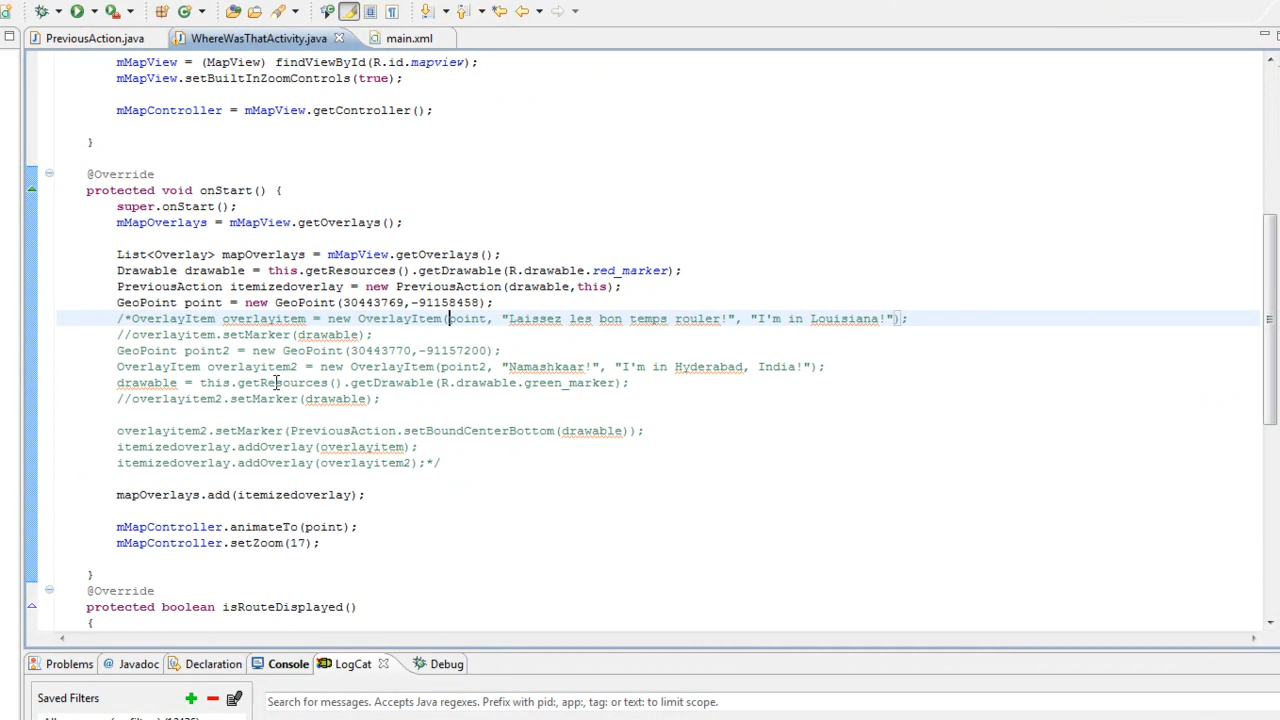 PreviousAction.java
WhereWasThatActivity.java
main.xml
mMapView = (MapView) findViewById(R.id.mapview);
mMapView.setBuiltInZoomControls(true);
mMapController = mMapView.getController();
}
@Override
protected void onStart() {
super.onStart();
mMapOverlays = mMapView.getOverlays();
List<Overlay> mapOverlays = mMapView.getOverlays();
Drawable drawable = this.getResources().getDrawable(R.drawable.red_marker);
PreviousAction itemizedoverlay = new PreviousAction(drawable,this);
GeoPoint point = new GeoPoint(30443769,-91158458);
/*OverlayItem overlayitem = new OverlayItem(point, "Laissez les bon temps rouler!", "I'm in Louisiana!");
//overlayitem.setMarker(drawable);
GeoPoint point2 = new GeoPoint(30443770,-91157200);
OverlayItem overlayitem2 = new OverlayItem(point2, "Namashkaar!", "I'm in Hyderabad, India!");
drawable = this.getResources().getDrawable(R.drawable.green_marker);
//overlayitem2.setMarker(drawable);
overlayitem2.setMarker(PreviousAction.setBoundCenterBottom(drawable));
itemizedoverlay.addOverlay(overlayitem);
itemizedoverlay.addOverlay(overlayitem2);*/
mapOverlays.add(itemizedoverlay);
mMapController.animateTo(point);
mMapController.setZoom(17);
}
@Override
protected boolean isRouteDisplayed()
{
Problems
@ Javadoc
Declaration
Console
LogCat
Debug
Saved Filters
Search for messages. Accepts Java regexes. Prefix with pid:, app:, tag: or text: to limit scope.